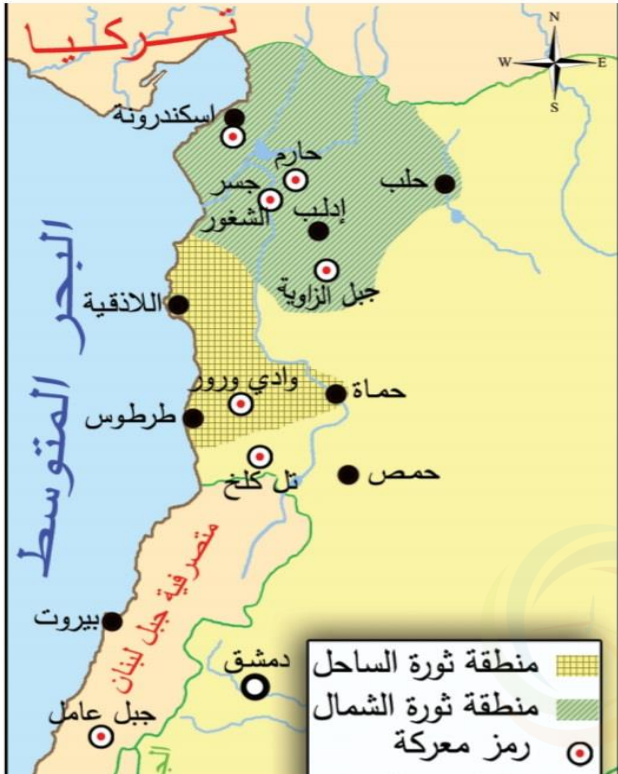 تركيا
N
W
E
S
اسكندرونة
حارم
حلب
جسر
الشغور
إدلب
جبل الزاوية
البحر المتوسط
اللاذقية
وادي ورور
حماة
طرطوس
تل كلخ
حمص
متصرفية جبل لبنان
بيروت
دمشق
جبل عامل
منطقة ثورة الساحل
منطقة ثورة الشمال
رمز معركة